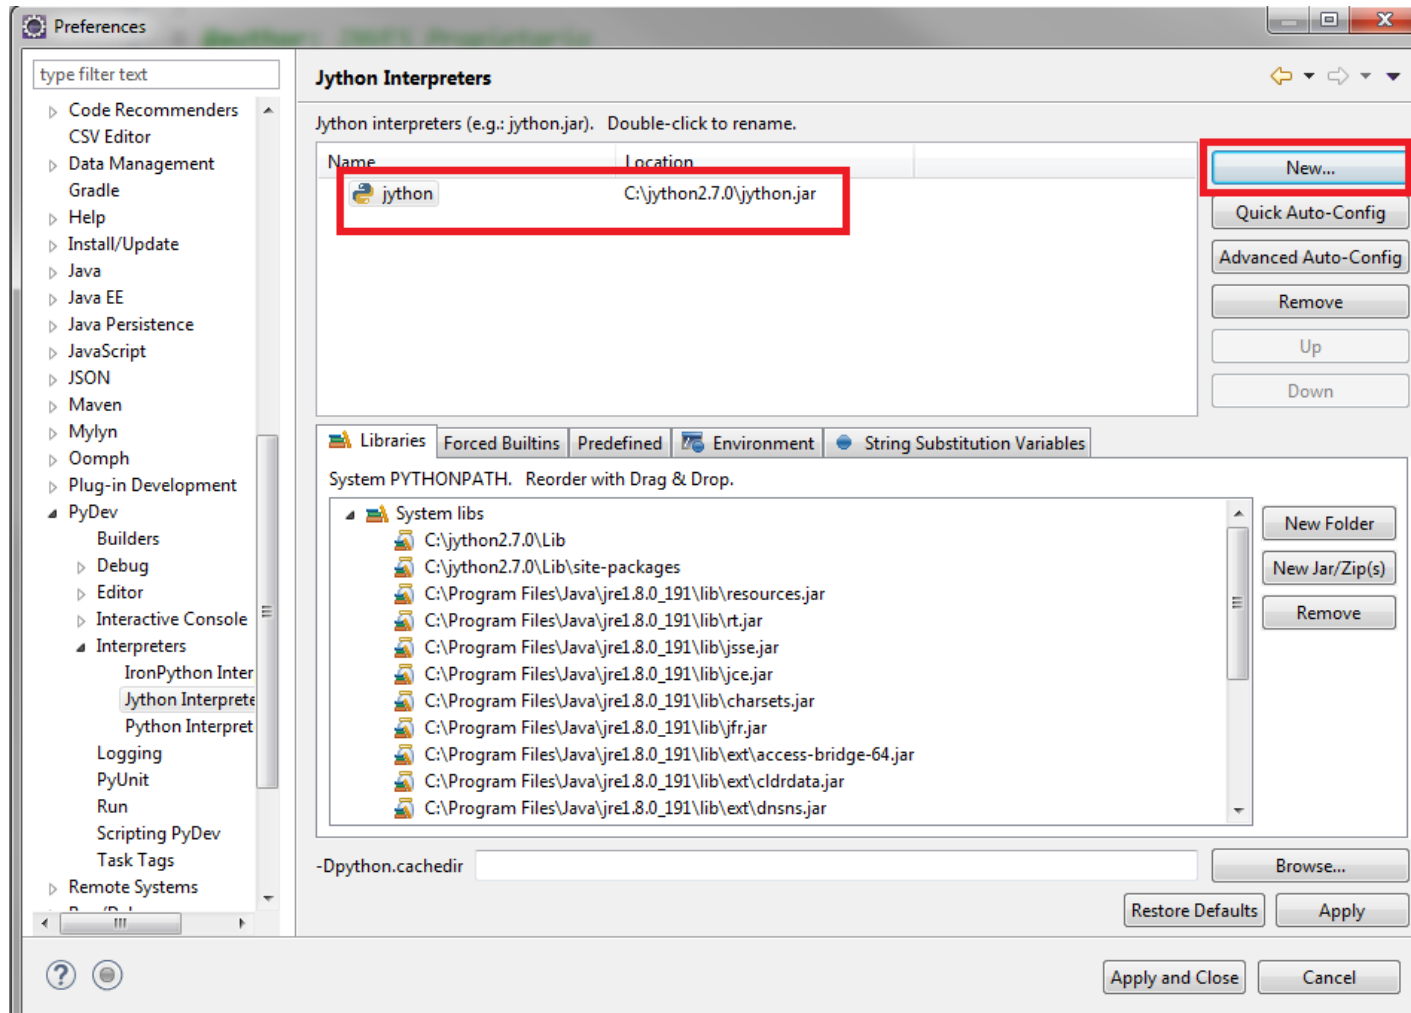 Preferences
type filter text
Code Recommenders
CSV Editor
Data Management
Gradle
Help
Install/Update
Java
Java EE
Java Persistence
JavaScript
JSON
Maven
Mylyn
Oomph
Plug-in Development
PyDev
Builders
Debug
Editor
Interactive Console
Interpreters
IronPython Inter
Jython Interprete
Python Interpret
Logging
PyUnit
Run
Scripting PyDev
Task Tags
Remote Systems
Jython Interpreters
Jython interpreters (e.g.: jython.jar).   Double-click to rename.
Name Location
jython C:\jython2.7.0\jython.jar
New...
Quick Auto-Config
Advanced Auto-Config
Remove
Up
Down
Libraries Forced Builtins Predefined Environment String Substitution Variables
System PYTHONPATH.   Reorder with Drag & Drop.
System libs
C:\jython2.7.0\Lib
C:\jython2.7.0\Lib\site-packages
C:\Program Files\Java\jre1.8.0_191\lib\resources.jar
C:\Program Files\Java\jre1.8.0_191\lib\rt.jar
C:\Program Files\Java\jre1.8.0_191\lib\jsse.jar
C:\Program Files\Java\jre1.8.0_191\lib\jce.jar
C:\Program Files\Java\jre1.8.0_191\lib\charsets.jar
C:\Program Files\Java\jre1.8.0_191\lib\jfr.jar
C:\Program Files\Java\jre1.8.0_191\lib\ext\access-bridge-64.jar
C:\Program Files\Java\jre1.8.0_191\lib\ext\cldrdata.jar
C:\Program Files\Java\jre1.8.0_191\lib\ext\dnsns.jar
New Folder
New Jar/Zip(s)
Remove
-Dpython.cachedir
Browse...
Restore Defaults Apply
Apply and Close Cancel